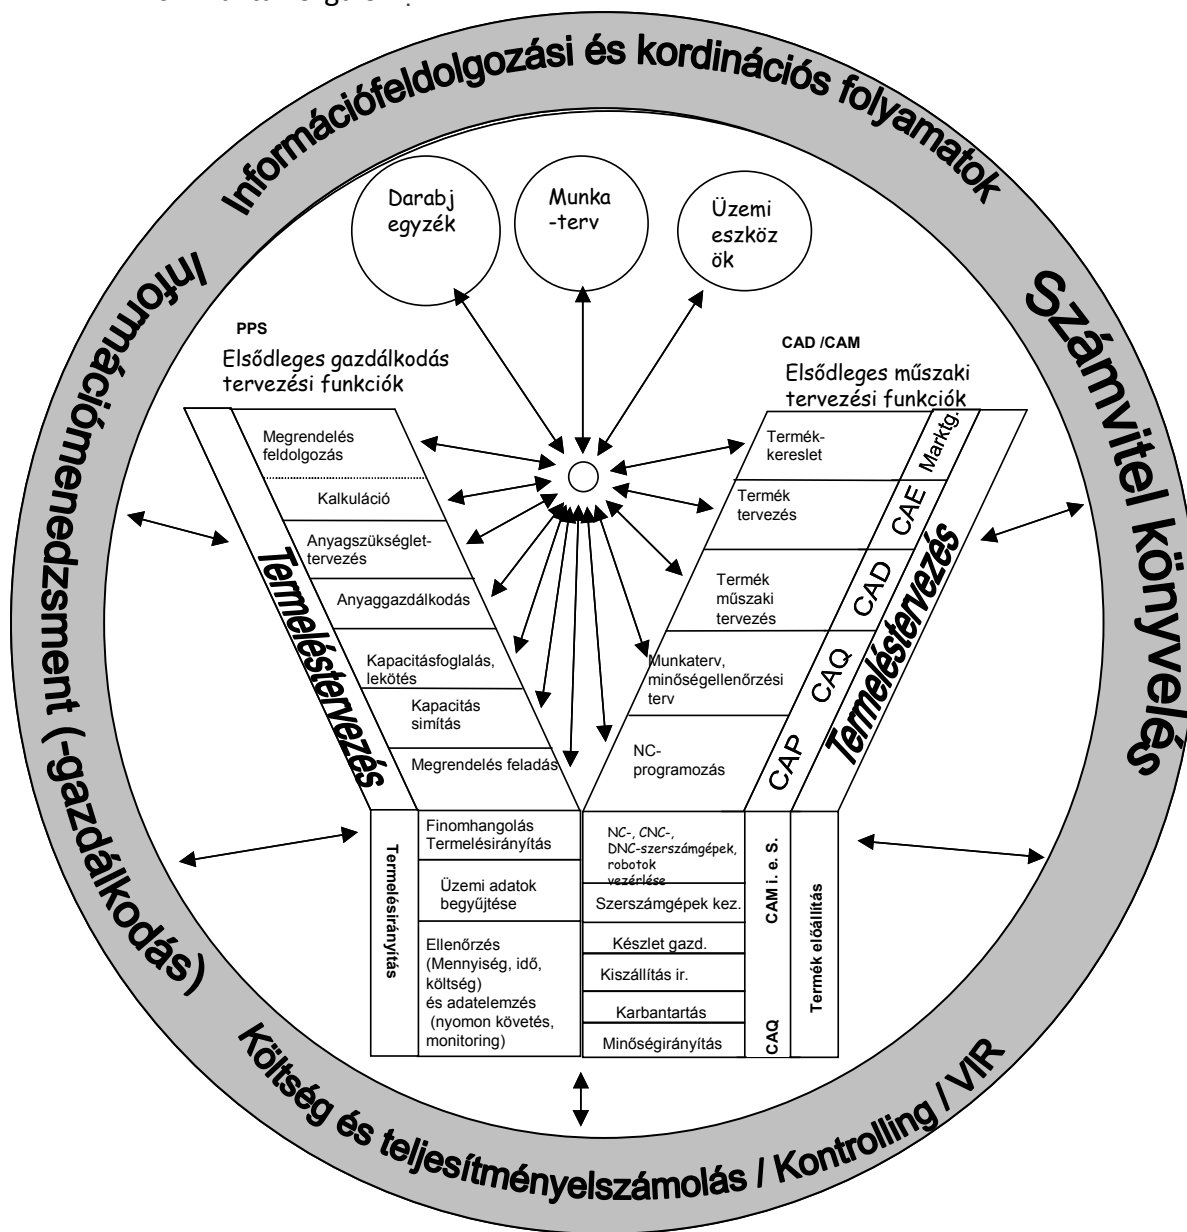 Információfeldolgozási és kordinációs folyamatok
Számvitel könyvelés
Információmenedzsment (-gazdálkodás)
Költség és teljesítményelszámolás / Kontrolling / VIR
Darabj
egyzék
Munka
-terv
Üzemi
eszköz
ök
PPS
Elsődleges gazdálkodás
tervezési funkciók
CAD /CAM
Elsődleges műszaki
tervezési funkciók
Megrendelés
feldolgozás
Kalkuláció
Anyagszükséglet-
tervezés
Anyaggazdálkodás
Kapacitásfoglalás,
lekötés
Kapacitás
simítás
Megrendelés feladás
Termeléstervezés
Termék-
kereslet
Termék
tervezés
Termék
műszaki
tervezés
Munkaterv,
minőségellenőrzési
terv
NC-
programozás
Marktg.
CAE
CAD
CAQ
CAP
Termeléstervezés
Termelésirányítás
Finomhangolás
Termelésirányítás
Üzemi adatok
begyűjtése
Ellenőrzés
(Mennyiség, idő,
költség)
és adatelemzés
(nyomon követés,
monitoring)
NC-, CNC-,
DNC-szerszámgépek,
robotok
vezérlése
Szerszámgépek kez.
Készlet gazd.
Kiszállítás ir.
Karbantartás
Minőségirányítás
CAM i. e. S.
CAQ
Termék előállítás